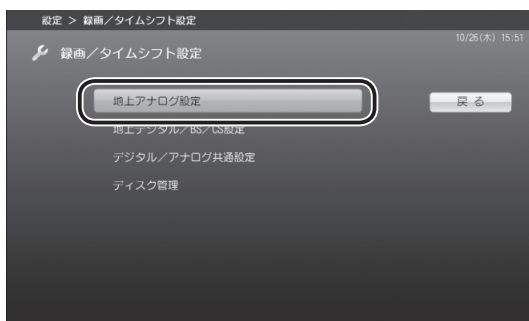 設定 > 録画／タイムシフト設定
10/26(木) 15:51
録画／タイムシフト設定
地上アナログ設定
戻る
地上デジタル／BS／CS設定
デジタル／アナログ共通設定
ディスク管理